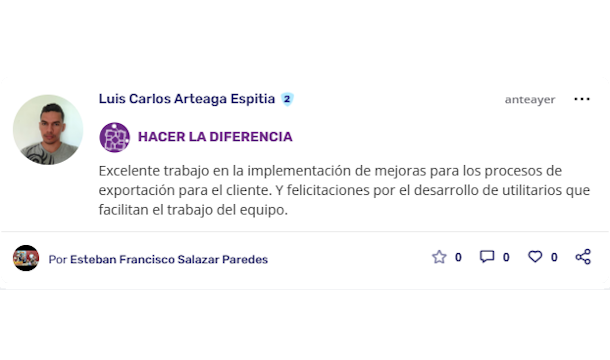 Luis Carlos Arteaga Espitia 2
anteayer
HACER LA DIFERENCIA
Excelente trabajo en la implementación de mejoras para los procesos de
exportación para el cliente. Y felicitaciones por el desarrollo de utilitarios que
facilitan el trabajo del equipo.
Por Esteban Francisco Salazar Paredes
0 0 0